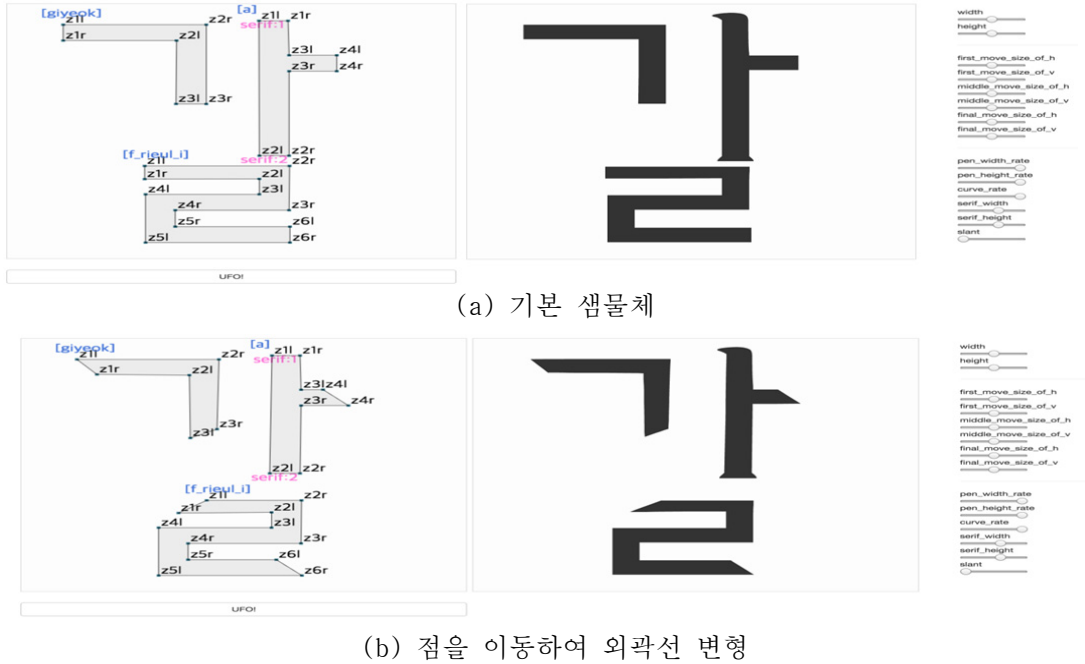 [giyeok]
z1l
z2r
z1r
z2l
z3l
z3r
[a]
z1l
z1r
serif:1
z3l
z4l
z3r
z4r
z2l
z2r
serif:2
[f_rieul_i]
z1l
z2r
z1r
z2l
z4l
z3l
z4r
z3r
z5r
z6l
z5l
z6r
갈
width
height
first_move_size_of_h
first_move_size_of_v
middle_move_size_of_h
middle_move_size_of_v
final_move_size_of_h
final_move_size_of_v
pen_width_rate
pen_height_rate
curve_rate
serif_width
serif_height
slant
UFO!
(a) 기본 샘물체
[giyeok]
z1l
z2r
z1r
z2l
z3l
z3r
[a]
z1l
z1r
serif:1
z3l
z4l
z3r
z4r
z2l
z2r
serif:2
[f_rieul_i]
z1l
z2r
z1r
z2l
z4l
z3l
z4r
z3r
z5r
z6l
z5l
z6r
갈
width
height
first_move_size_of_h
first_move_size_of_v
middle_move_size_of_h
middle_move_size_of_v
final_move_size_of_h
final_move_size_of_v
pen_width_rate
pen_height_rate
curve_rate
serif_width
serif_height
slant
UFO!
(b) 점을 이동하여 외곽선 변형